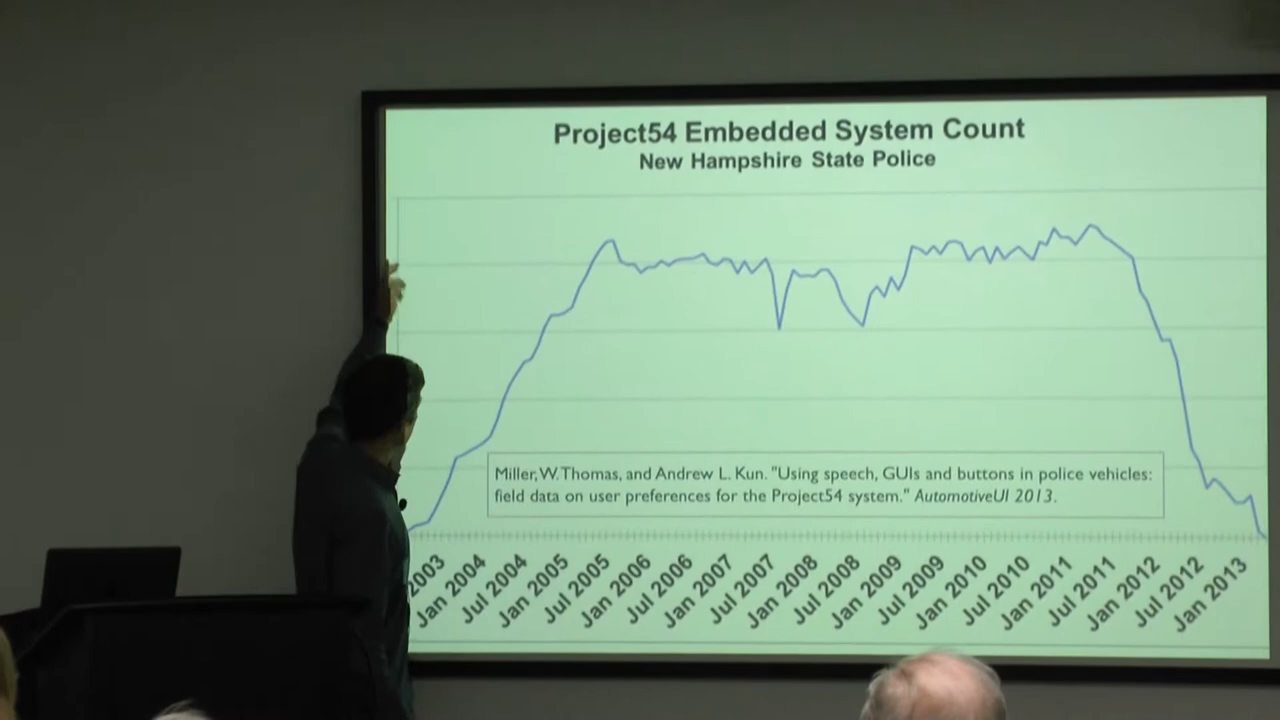 Project54 Embedded System Count
New Hampshire State Police
Miller, W. Thomas, and Andrew L. Kun. "Using speech, GUIs and buttons in police vehicles:
field data on user preferences for the Project54 system." AutomotiveUI 2013.
2003
Jan 2004
Jul 2004
Jan 2005
Jul 2005
Jan 2006
Jul 2006
Jan 2007
Jul 2007
Jan 2008
Jul 2008
Jan 2009
Jul 2009
Jan 2010
Jul 2010
Jan 2011
Jul 2011
Jan 2012
Jul 2012
Jan 2013